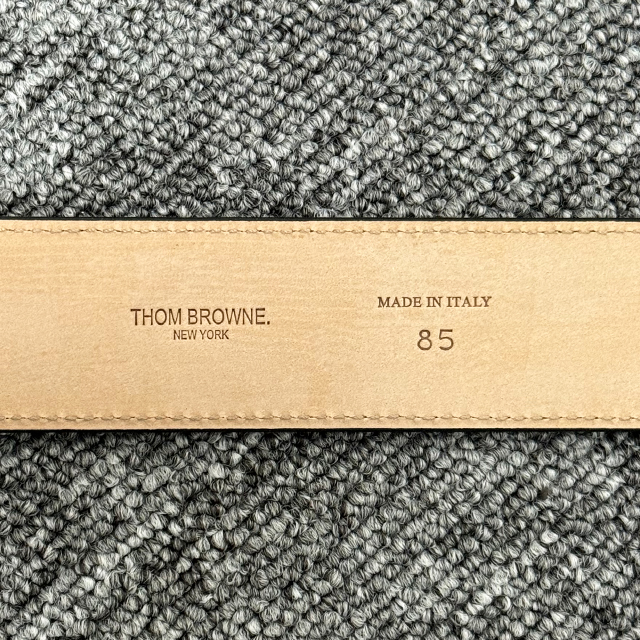 THOM BROWNE.
NEW YORK
MADE IN ITALY
85